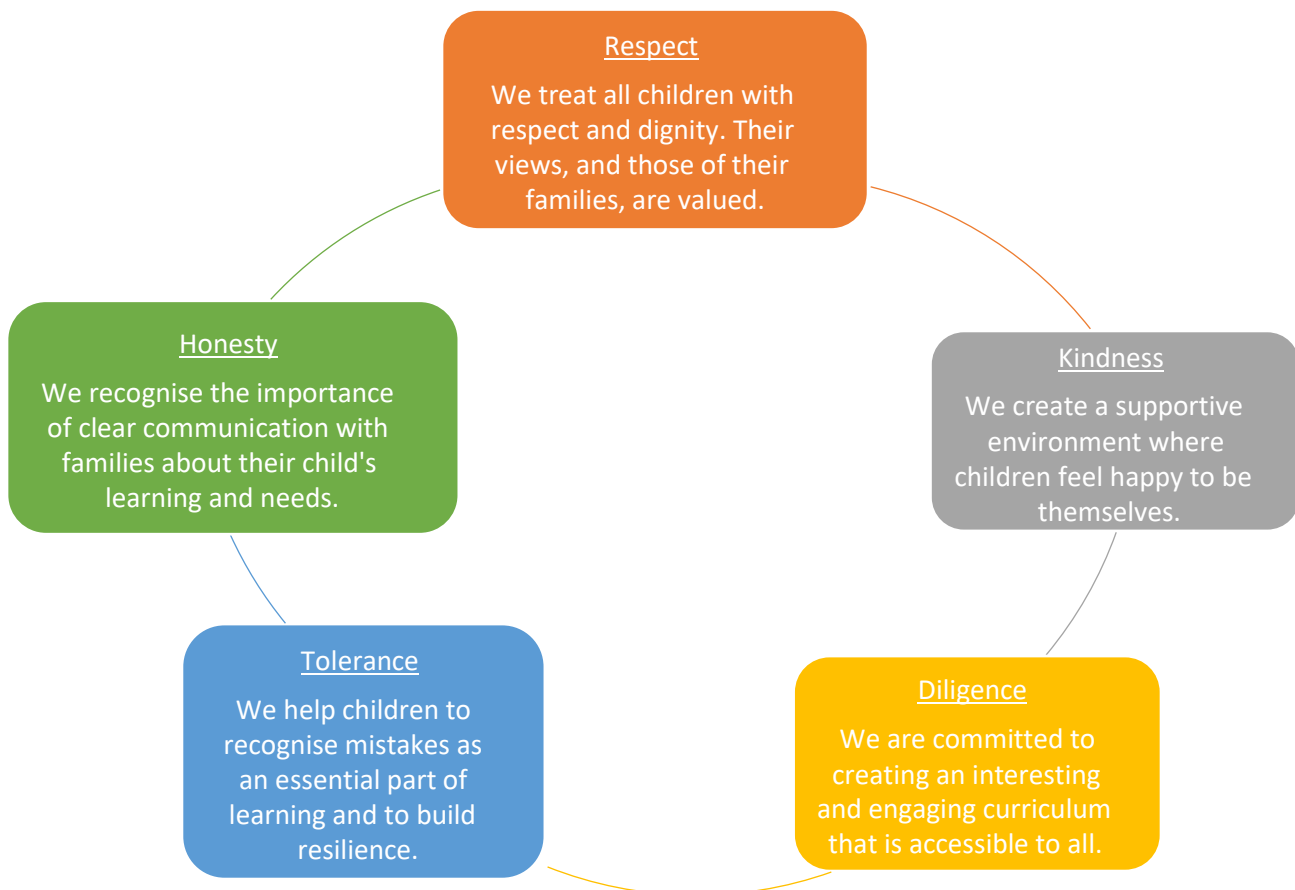 Respect
We treat all children with
respect and dignity. Their
views, and those of their
families, are valued.
Kindness
We create a supportive
environment where
children feel happy to be
themselves.
Diligence
We are committed to
creating an interesting
and engaging curriculum
that is accessible to all.
Tolerance
We help children to
recognise mistakes as
an essential part of
learning and to build
resilience.
Honesty
We recognise the importance
of clear communication with
families about their child's
learning and needs.